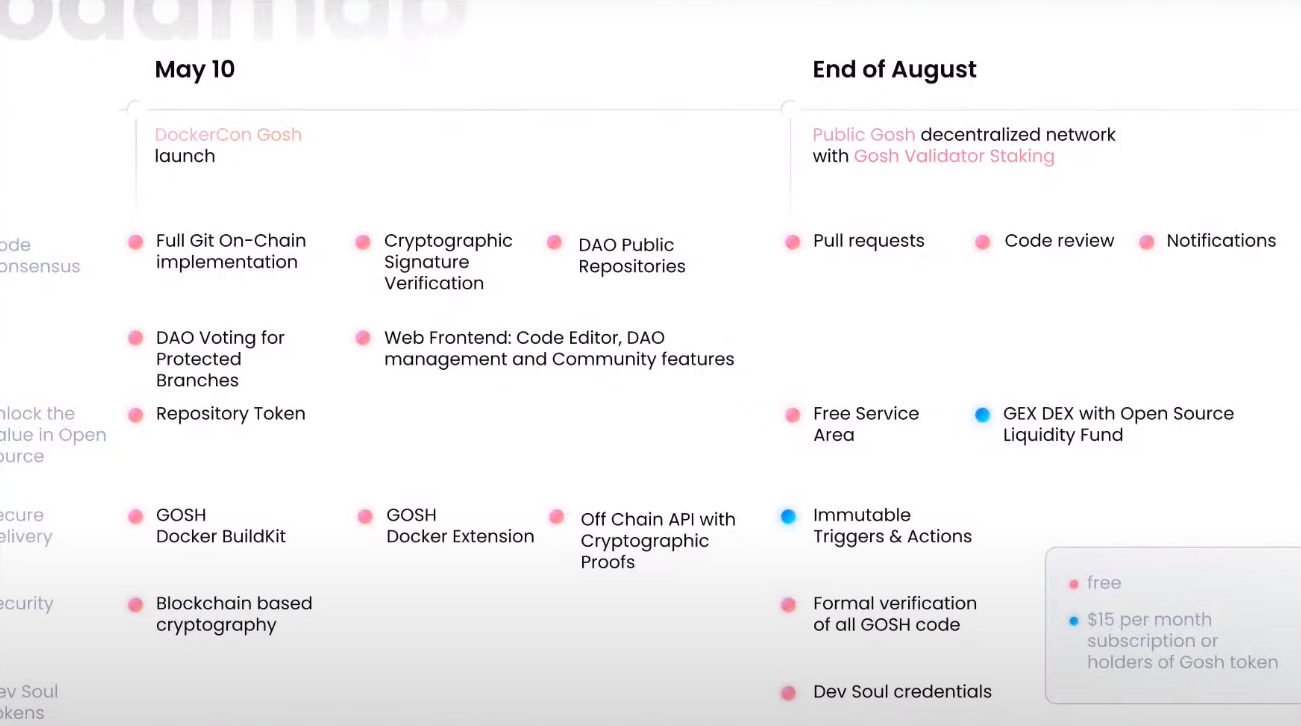 May 10
End of August
DockerCon Gosh
launch
Public Gosh decentralized network
with Gosh Validator Staking
Full Git On-Chain
implementation
Cryptographic
Signature
Verification
DAO Public
Repositories
Pull requests
Code review
Notifications
DAO Voting for
Protected
Branches
Web Frontend: Code Editor, DAO
management and Community features
the
in Open
Repository Token
Free Service
Area
GEX DEX with Open Source
Liquidity Fund
GOSH
Docker BuildKit
GOSH
Docker Extension
Off Chain API with
Cryptographic
Proofs
Immutable
Triggers & Actions
Blockchain based
cryptography
Formal verification
of all GOSH code
Soul
Dev Soul credentials
free
$15 per month
subscription or
holders of Gosh token